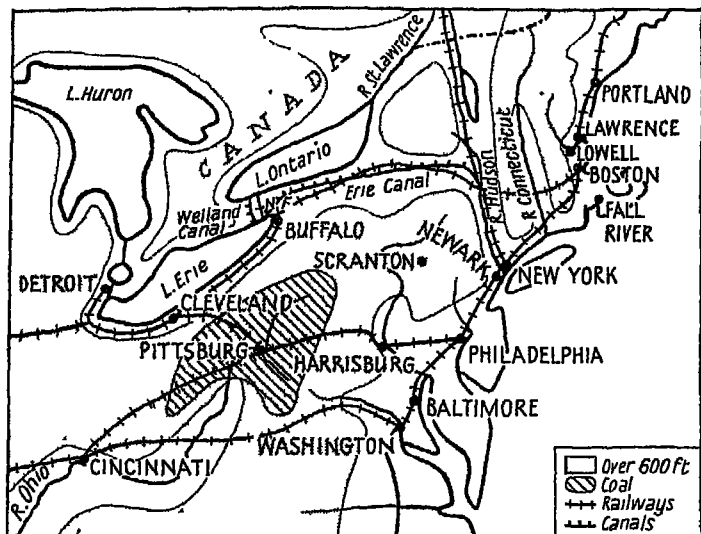 L. Huron
CANADA
R. St. Lawrence
PORTLAND
LAWRENCE
LOWELL
BOSTON
L. Ontario
R. Hudson
R. Connecticut
Erie Canal
Welland
Canal
N.F.
BUFFALO
FALL
RIVER
NEWARK
NEW YORK
SCRANTON
DETROIT
L. Erie
CLEVELAND
PITTSBURG
HARRISBURG
PHILADELPHIA
BALTIMORE
WASHINGTON
CINCINNATI
R. Ohio
Over 600 ft
Coal
Railways
Canals